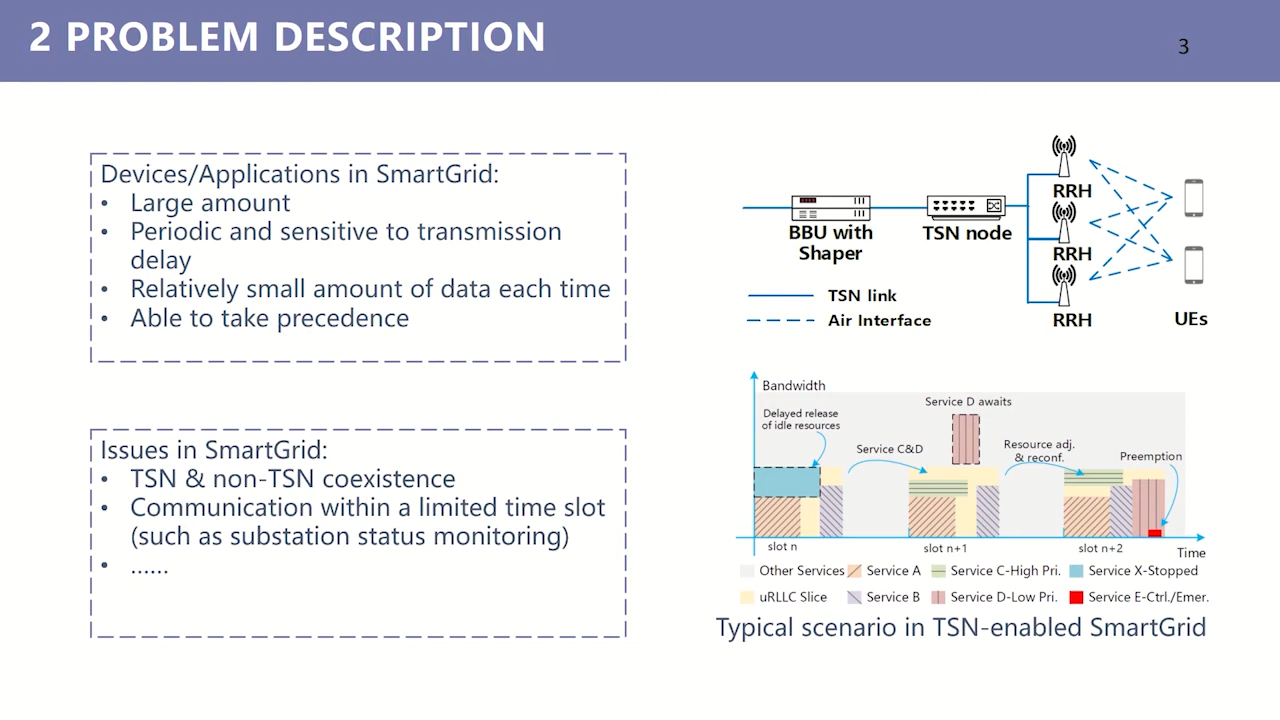 2 PROBLEM DESCRIPTION
3
Devices/Applications in SmartGrid:
• Large amount
• Periodic and sensitive to transmission
delay
• Relatively small amount of data each time
• Able to take precedence
Issues in SmartGrid:
• TSN & non-TSN coexistence
• Communication within a limited time slot
(such as substation status monitoring)
• ......
RRH
BBU with
Shaper
TSN node
RRH
RRH
UEs
TSN link
Air Interface
Bandwidth
Delayed release
of idle resources
Service C&D
Service D awaits
Resource adj.
& reconf.
Preemption
slot n
slot n+1
slot n+2
Time
Other Services
Service A
Service C-High Pri.
Service X-Stopped
uRLLC Slice
Service B
Service D-Low Pri.
Service E-Ctrl./Emer.
Typical scenario in TSN-enabled SmartGrid